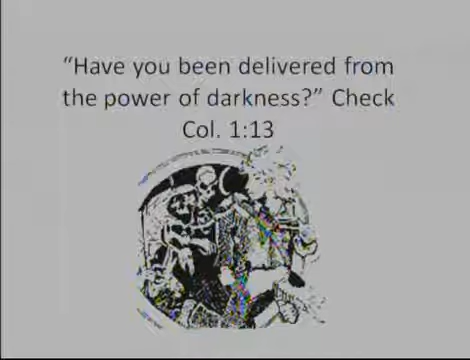 “Have you been delivered from
the power of darkness?” Check
Col. 1:13